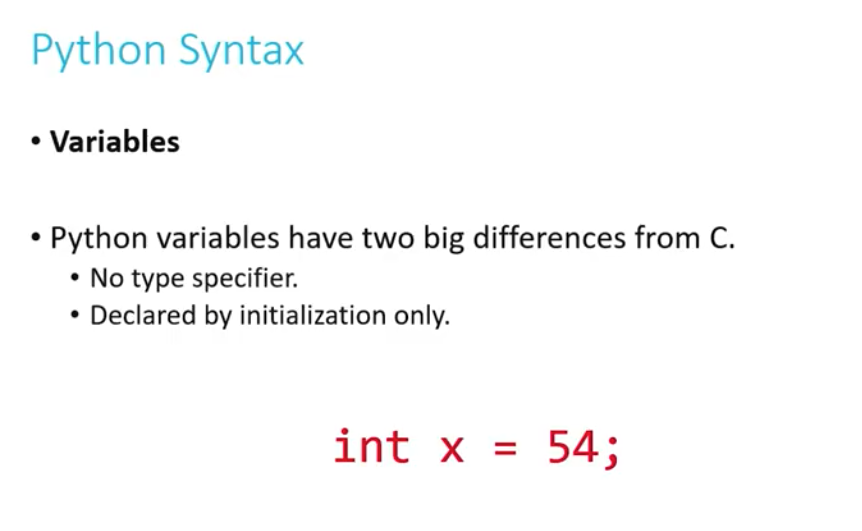 Python Syntax
• Variables
• Python variables have two big differences from C.
• No type specifier.
• Declared by initialization only.
int x = 54;